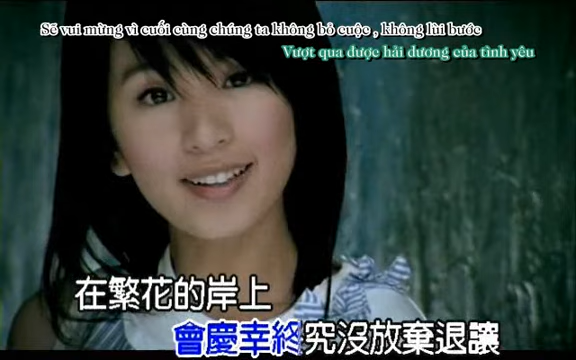 Sẽ vui mừng vì cuối cùng chúng ta không bỏ cuộc , không lùi bước
Vượt qua được hải dương của tình yêu
在繁花的岸上
會慶幸終究沒放棄退讓